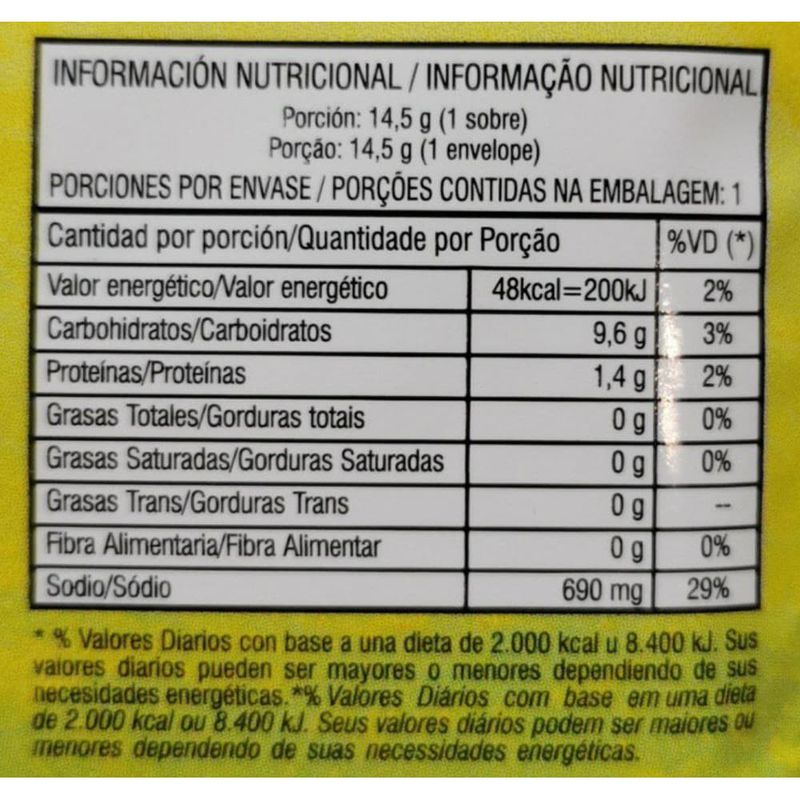 INFORMACIÓN NUTRICIONAL / INFORMAÇÃO NUTRICIONAL
Porción: 14,5 g (1 sobre)
Porção: 14,5 g (1 envelope)
PORCIONES POR ENVASE / PORÇÕES CONTIDAS NA EMBALAGEM: 1
Cantidad por porción/Quantidade por Porção %VD (*)
Valor energético/Valor energético 48kcal=200kJ 2%
Carbohidratos/Carboidratos 9,6 g 3%
Proteínas/Proteínas 1,4 g 2%
Grasas Totales/Gorduras totais 0 g 0%
Grasas Saturadas/Gorduras Saturadas 0 g 0%
Grasas Trans/Gorduras Trans 0 g --
Fibra Alimentaria/Fibra Alimentar 0 g 0%
Sodio/Sódio 690 mg 29%
* % Valores Diarios con base a una dieta de 2.000 kcal u 8.400 kJ. Sus
valores diarios pueden ser mayores o menores dependiendo de sus
necesidades energéticas.*% Valores Diários com base em uma dieta
de 2.000 kcal ou 8.400 kJ. Seus valores diários podem ser maiores ou
menores dependendo de suas necessidades energéticas.